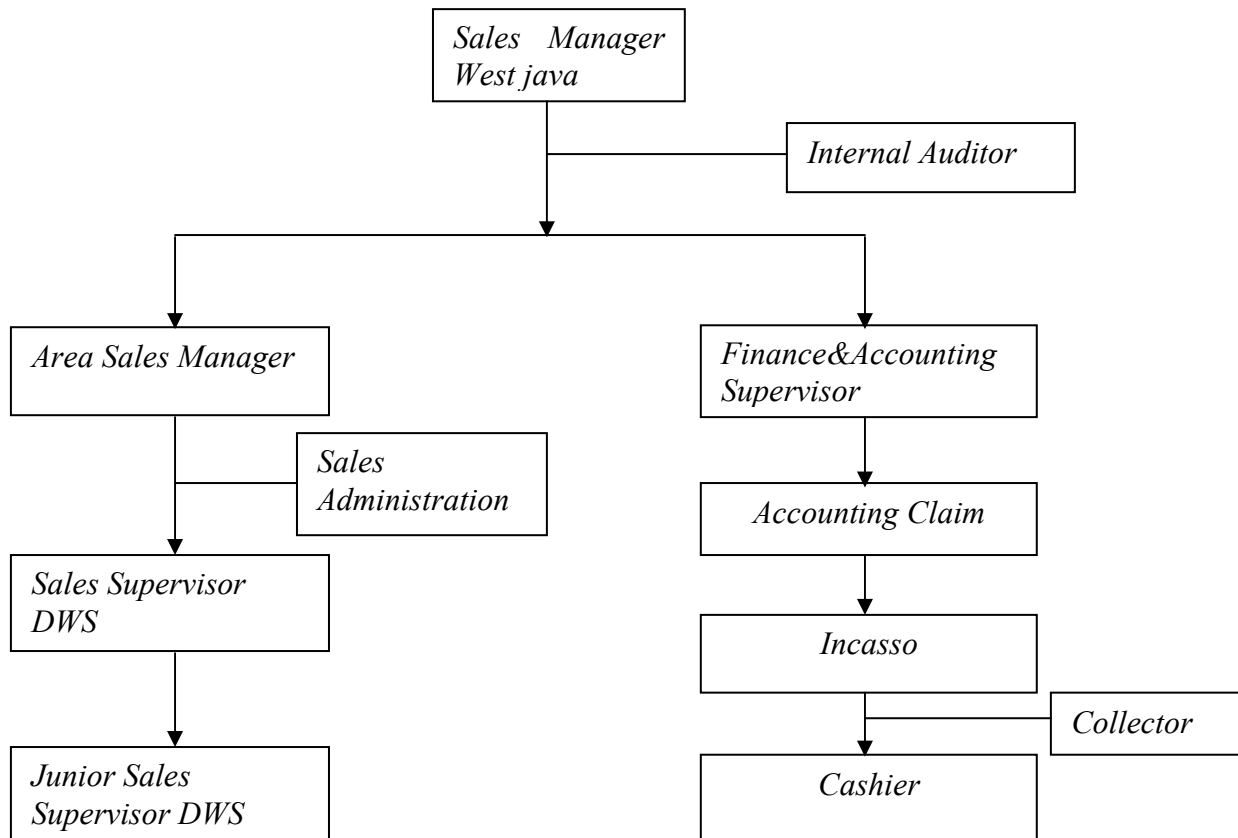 Sales Manager
West java
Internal Auditor
Area Sales Manager
Finance&Accounting
Supervisor
Sales
Administration
Accounting Claim
Sales Supervisor
DWS
Incasso
Collector
Junior Sales
Supervisor DWS
Cashier